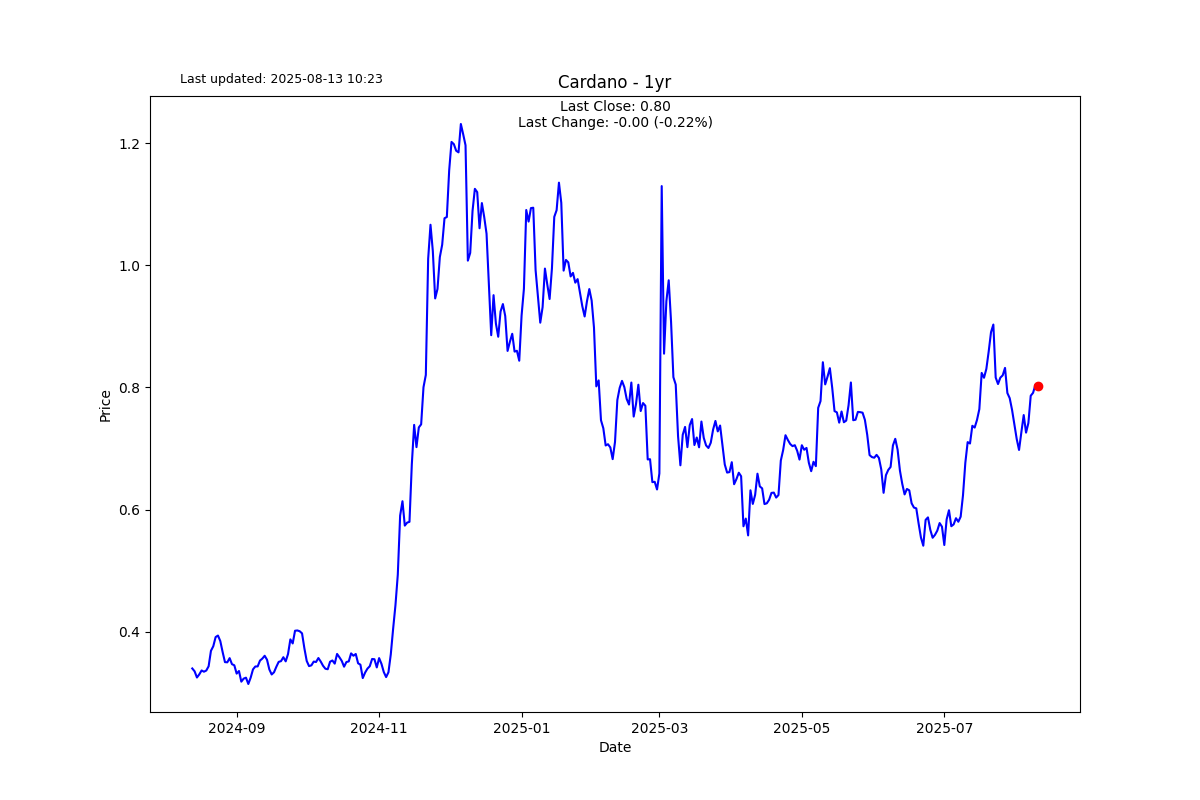 Last updated: 2025-08-13 10:23
Cardano - 1yr
Last Close: 0.80
Last Change: -0.00 (-0.22%)
1.2
1.0
0.8
0.6
0.4
Price
2024-09
2024-11
2025-01
2025-03
2025-05
2025-07
Date